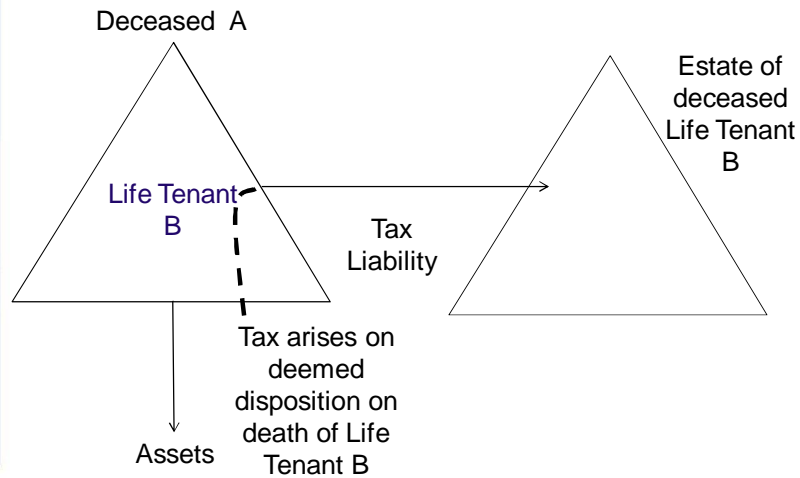 Deceased A
Estate of
deceased
Life Tenant
B
Life Tenant
B
Tax
Liability
Tax arises on
deemed
disposition on
death of Life
Tenant B
Assets